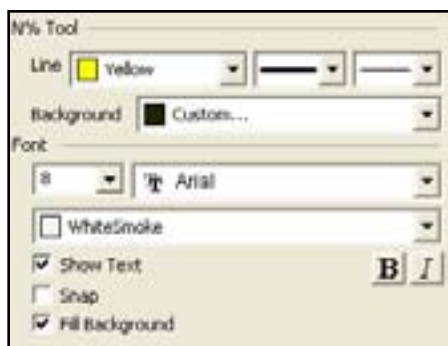 N% Tool
Line Yellow
Background Custom...
Font
8 Arial
WhiteSmoke
Show Text B I
Snap
Fill Background